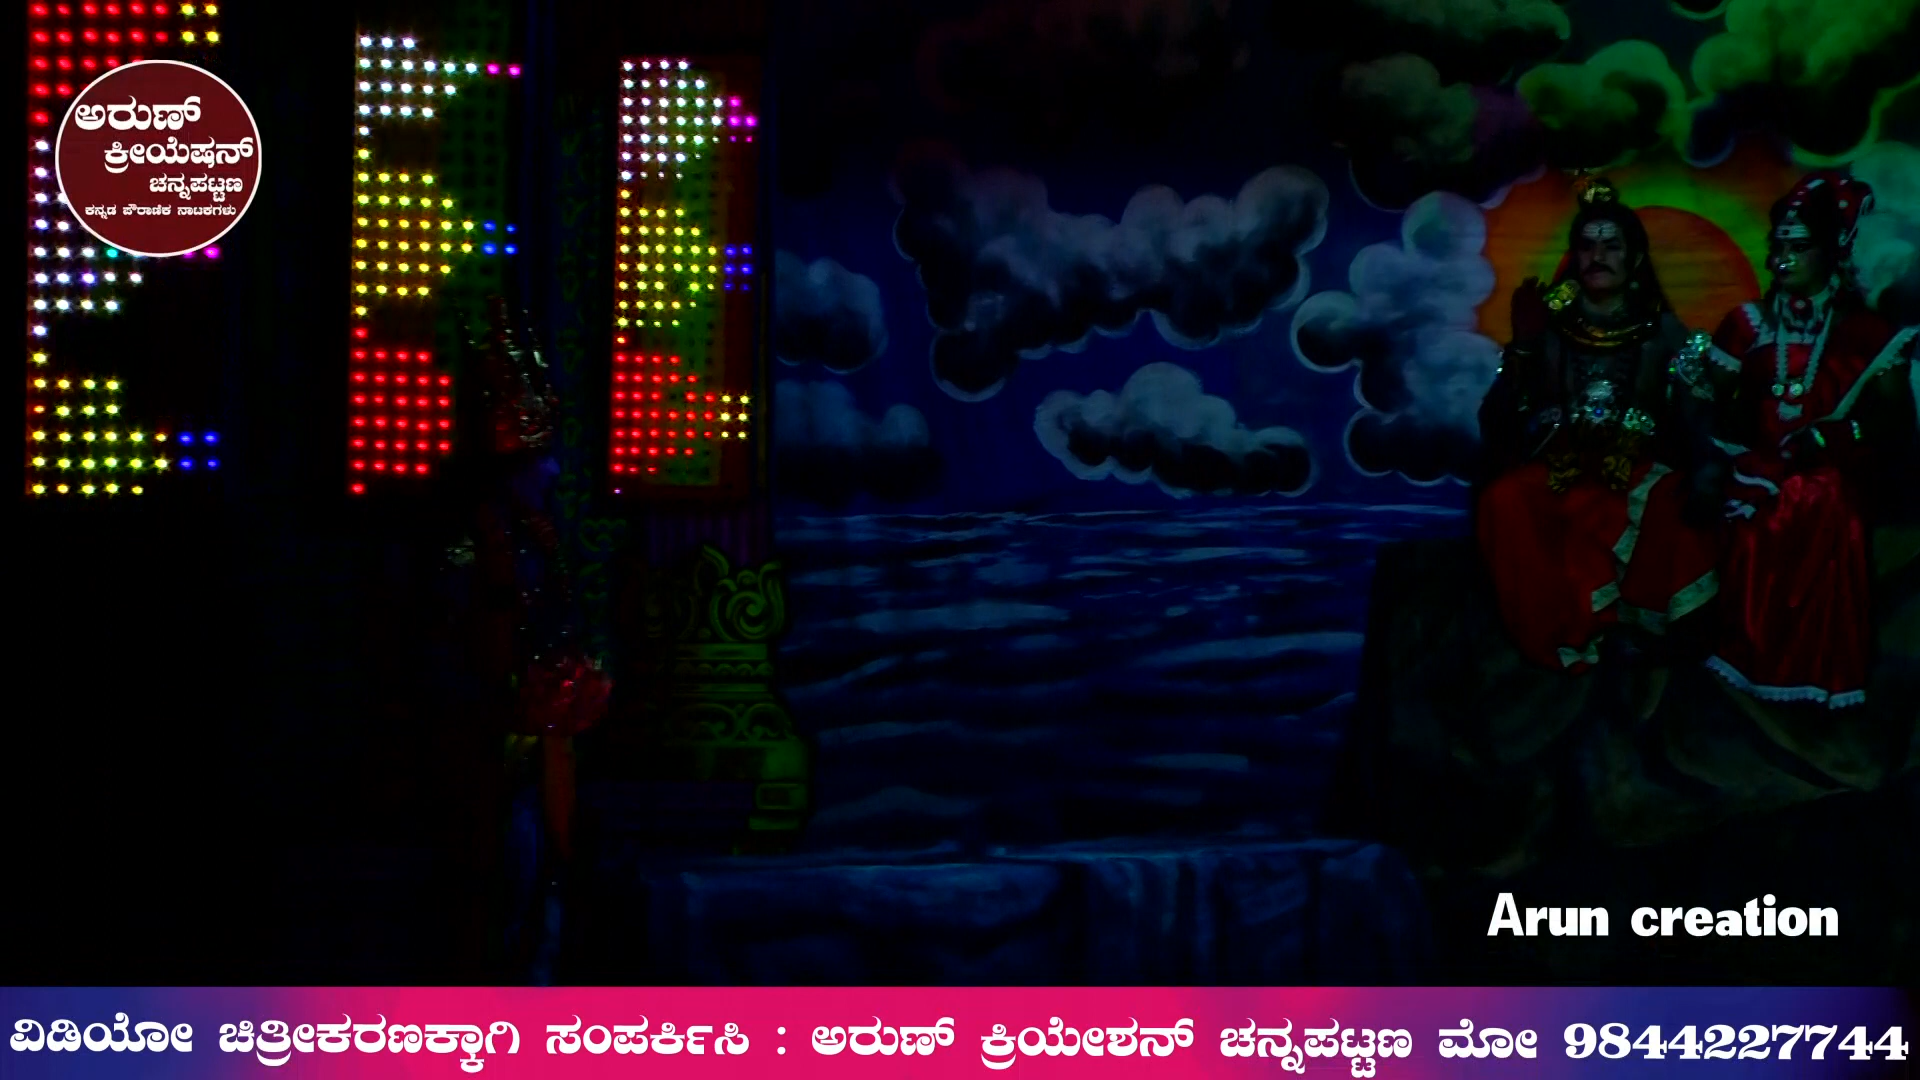 ಅರುಣ್
ಕ್ರೀಯೆಷನ್
ಚನ್ನಪಟ್ಟಣ
ಕನ್ನಡ ಪೌರಾಣಿಕ ನಾಟಕಗಳು
Arun creation
ವಿಡಿಯೋ ಚಿತ್ರೀಕರಣಕ್ಕಾಗಿ ಸಂಪರ್ಕಿಸಿ : ಅರುಣ್ ಕ್ರಿಯೇಶನ್ ಚನ್ನಪಟ್ಟಣ ಮೋ 9844227744